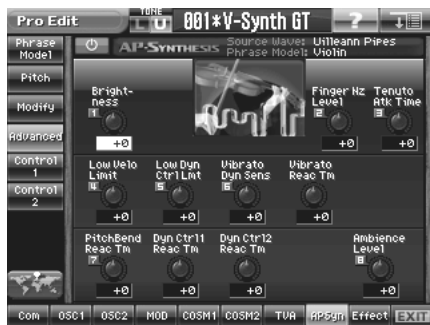 Pro Edit TONE L U 001*V-Synth GT ?
Phrase Model
AP-SYNTHESIS
Source Wave: Uilleann Pipes
Phrase Model: Violin
Pitch
Modify
Advanced
Control 1
Control 2
Bright-
ness
1
+0
Finger Nz
Level
2
+0
Tenuto
Atk Time
3
+0
Low Velo
Limit
4
+0
Low Dyn
Ctrl Lmt
5
+0
Vibrato
Dyn Sens
6
+0
Vibrato
Reac Tm
+0
PitchBend
Reac Tm
7
+0
Dyn Ctrl1
Reac Tm
+0
Dyn Ctrl2
Reac Tm
+0
Ambience
Level
8
+0
Com OSC1 OSC2 MOD COSM1 COSM2 TVA APSyn Effect EXIT